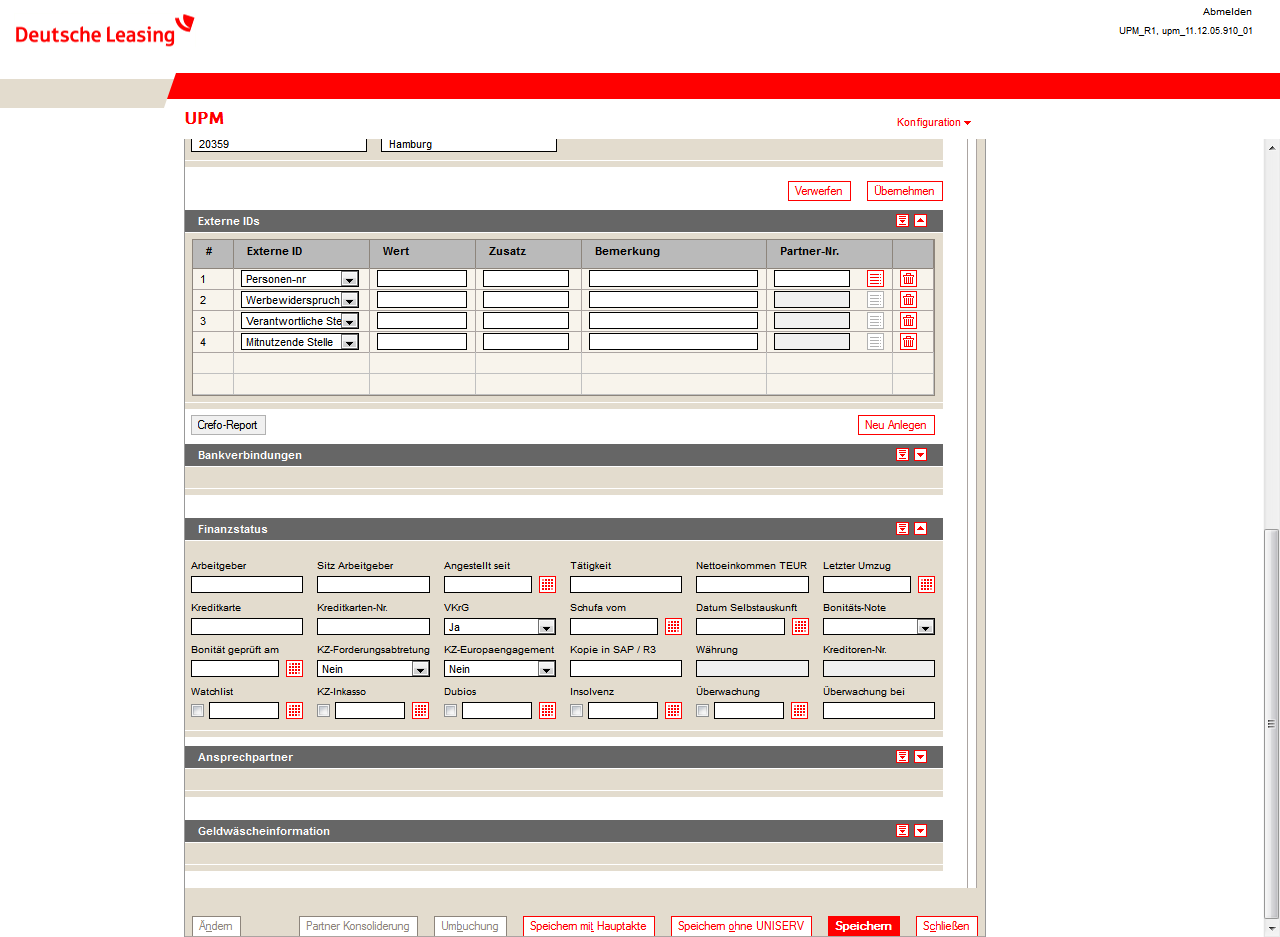 Abmelden
Deutsche Leasing
UPM_R1, upm_11.12.05.910_01
UPM
Konfiguration
20359 Hamburg
Verwerfen Übernehmen
Externe IDs
# Externe ID Wert Zusatz Bemerkung Partner-Nr.
1 Personen-nr
2 Werbewiderspruch
3 Verantwortliche Ste
4 Mitnutzende Stelle
Crefo-Report Neu Anlegen
Bankverbindungen
Finanzstatus
Arbeitgeber Sitz Arbeitgeber Angestellt seit Tätigkeit Nettoeinkommen TEUR Letzter Umzug
Kreditkarte Kreditkarten-Nr. VKrG Schufa vom Datum Selbstauskunft Bonitäts-Note
Ja
Bonität geprüft am KZ-Forderungsabtretung KZ-Europaengagement Kopie in SAP / R3 Währung Kreditoren-Nr.
Nein Nein
Watchlist KZ-Inkasso Dubios Insolvenz Überwachung Überwachung bei
Ansprechpartner
Geldwäscheinformation
Ändern Partner Konsolidierung Umbuchung Speichern mit Hauptakte Speichern ohne UNISERV Speichern Schließen